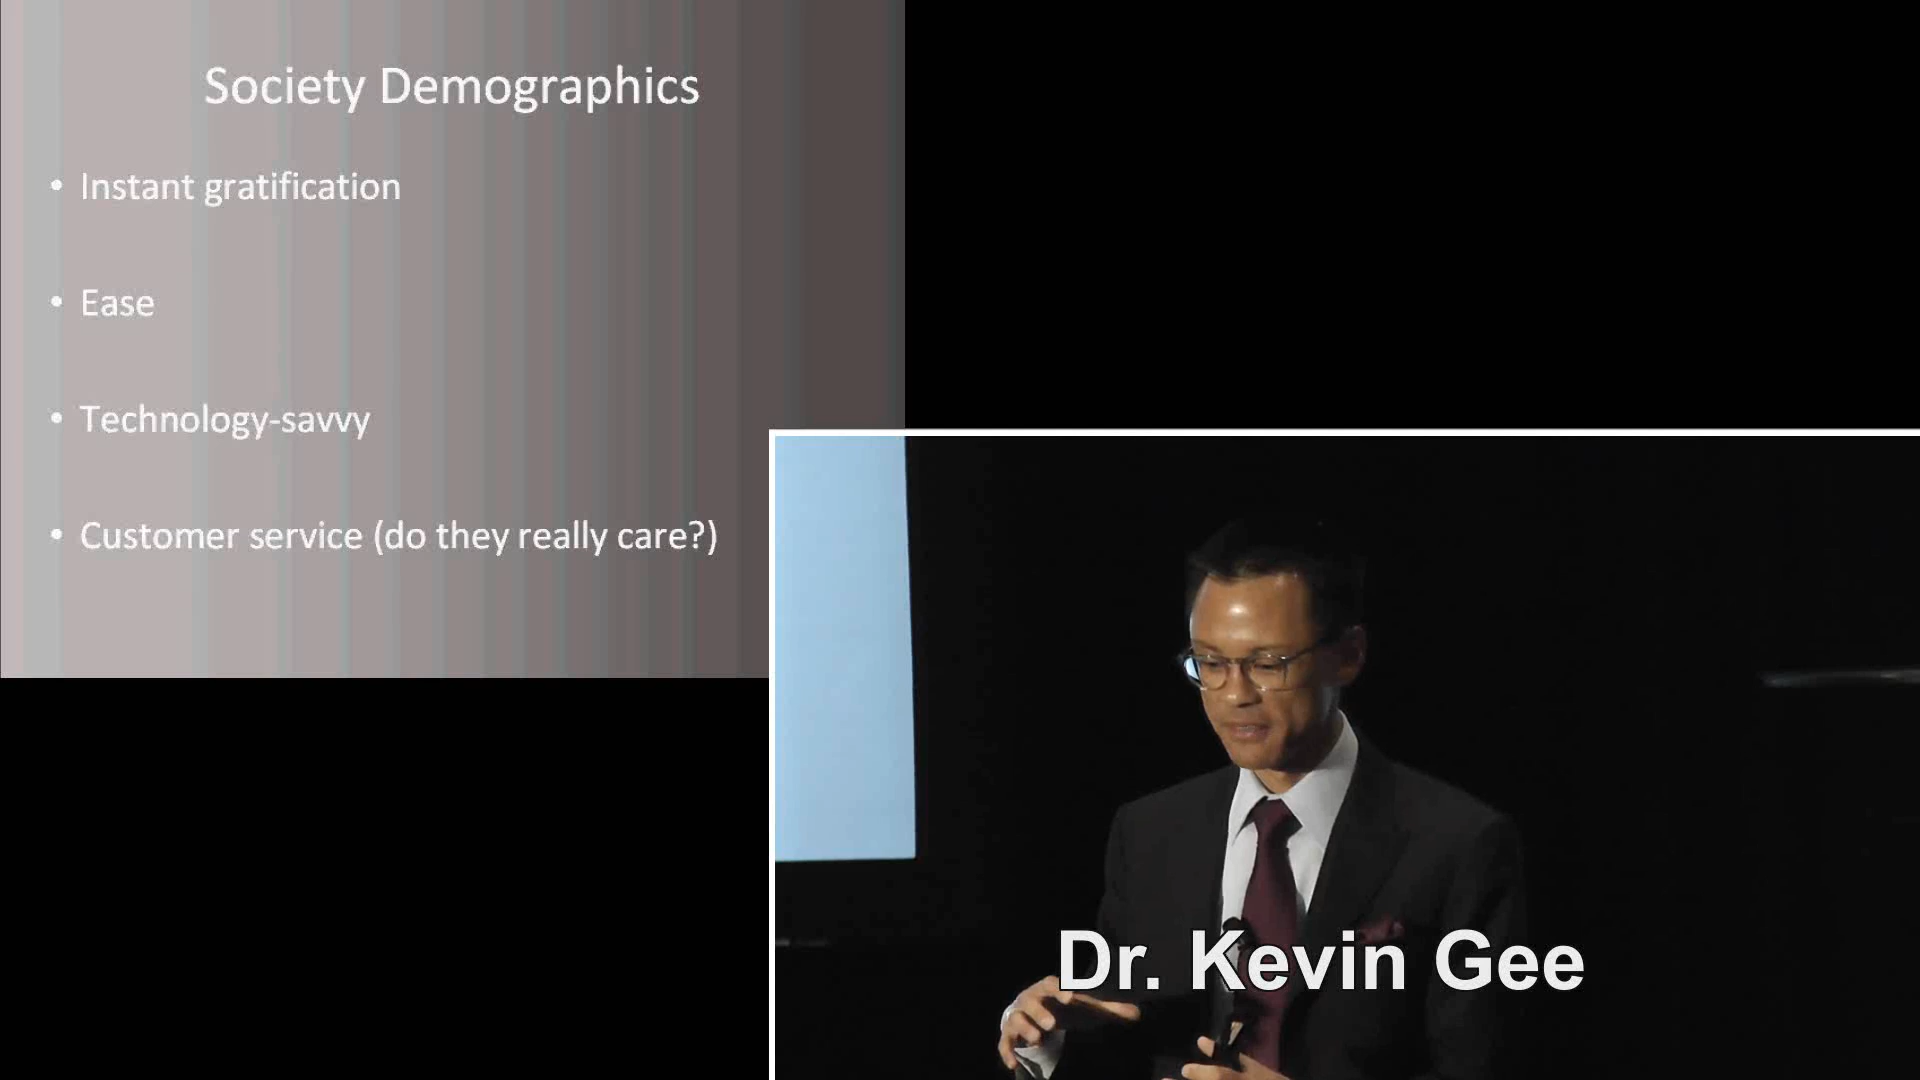 Society Demographics
• Instant gratification
• Ease
• Technology-savvy
• Customer service (do they really care?)
Dr. Kevin Gee